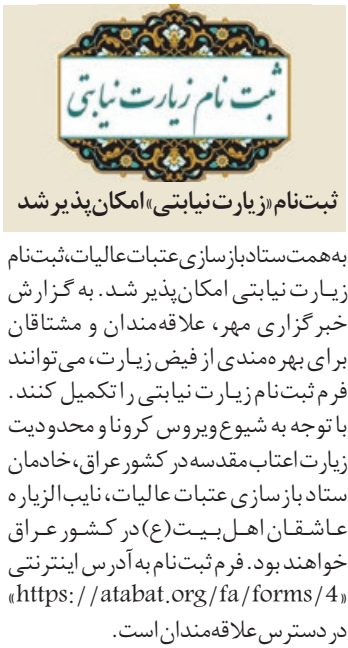 ثبت نام زیارت نیابتی
ثبت‌نام «زیارت نیابتی» امکان‌پذیر شد
به همت ستاد بازسازی عتبات عالیات، ثبت‌نام
زیارت نیابتی امکان‌پذیر شد. به گزارش
خبرگزاری مهر، علاقه‌مندان و مشتاقان
برای بهره‌مندی از فیض زیارت، می‌توانند
فرم ثبت‌نام زیارت نیابتی را تکمیل کنند.
با توجه به شیوع ویروس کرونا و محدودیت
زیارت اعتاب مقدسه در کشور عراق، خادمان
ستاد بازسازی عتبات عالیات، نایب‌الزیاره
عاشقان اهل‌بیت(ع) در کشور عراق
خواهند بود. فرم ثبت‌نام به آدرس اینترنتی
«https://atabat.org/fa/forms/4»
در دسترس علاقه‌مندان است.